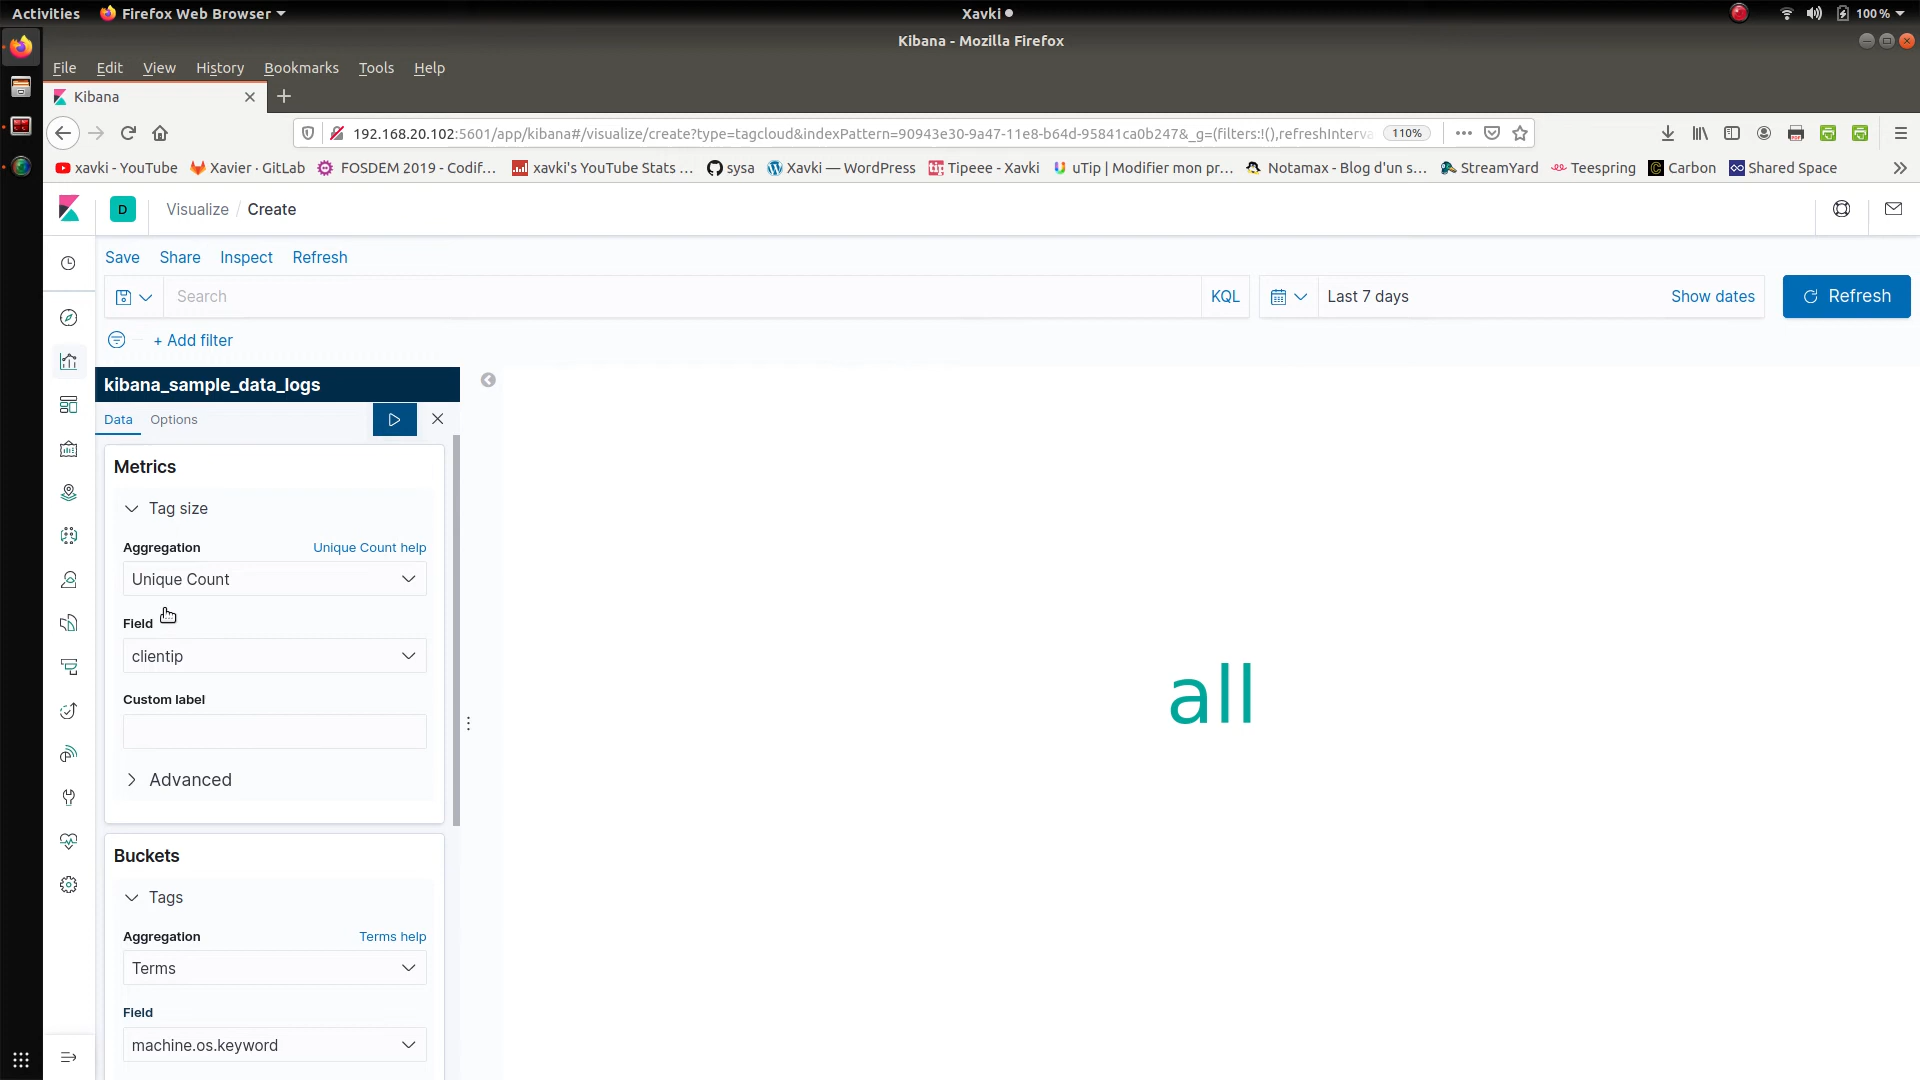 Activities Firefox Web Browser Xavki 100 %
Kibana - Mozilla Firefox
File Edit View History Bookmarks Tools Help
Kibana
192.168.20.102:5601/app/kibana#/visualize/create?type=tagcloud&indexPattern=90943e30-9a47-11e8-b64d-95841ca0b247&_g=(filters:!(),refreshInterva 110%
xavki - YouTube Xavier · GitLab FOSDEM 2019 - Codif… xavki's YouTube Stats … sysa Xavki — WordPress Tipeee - Xavki uTip | Modifier mon pr… Notamax - Blog d'un s… StreamYard Teespring Carbon Shared Space
D Visualize / Create
Save Share Inspect Refresh
Search KQL Last 7 days Show dates Refresh
+ Add filter
kibana_sample_data_logs
Data Options
Metrics
Tag size
Aggregation Unique Count help
Unique Count
Field
clientip
Custom label
Advanced
Buckets
Tags
Aggregation Terms help
Terms
Field
machine.os.keyword
all